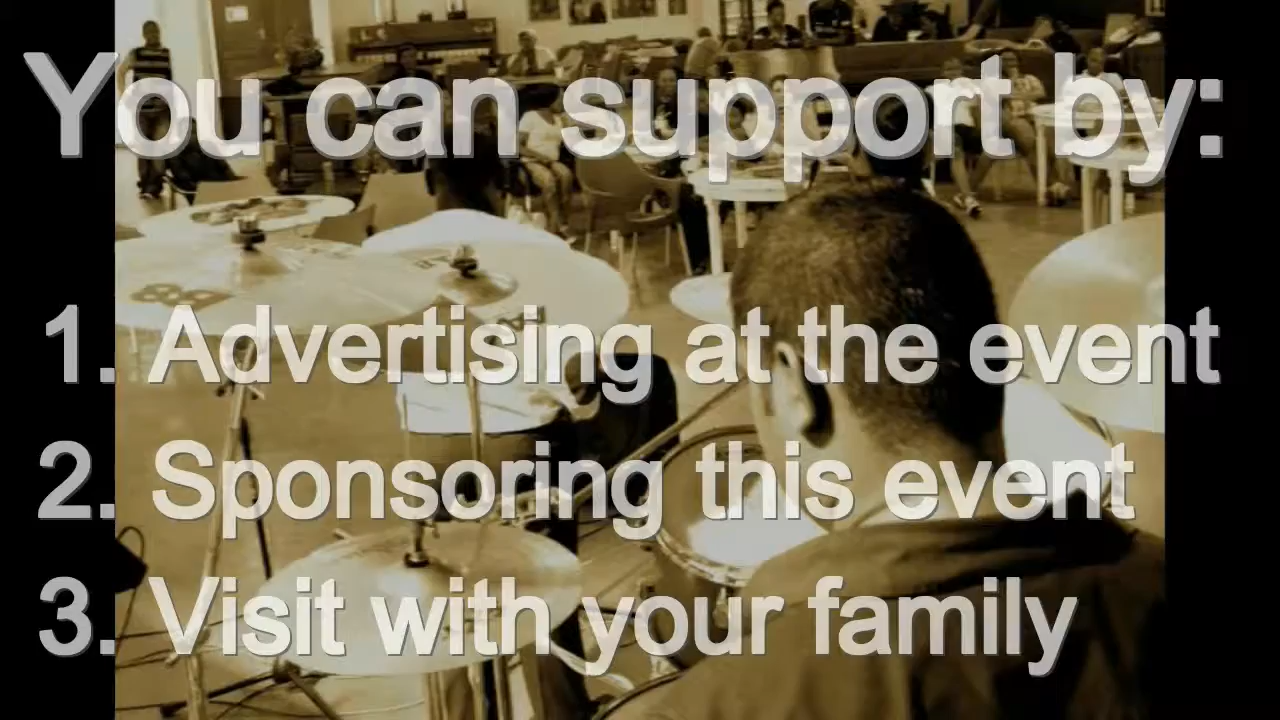 You can support by:
1. Advertising at the event
2. Sponsoring this event
3. Visit with your family